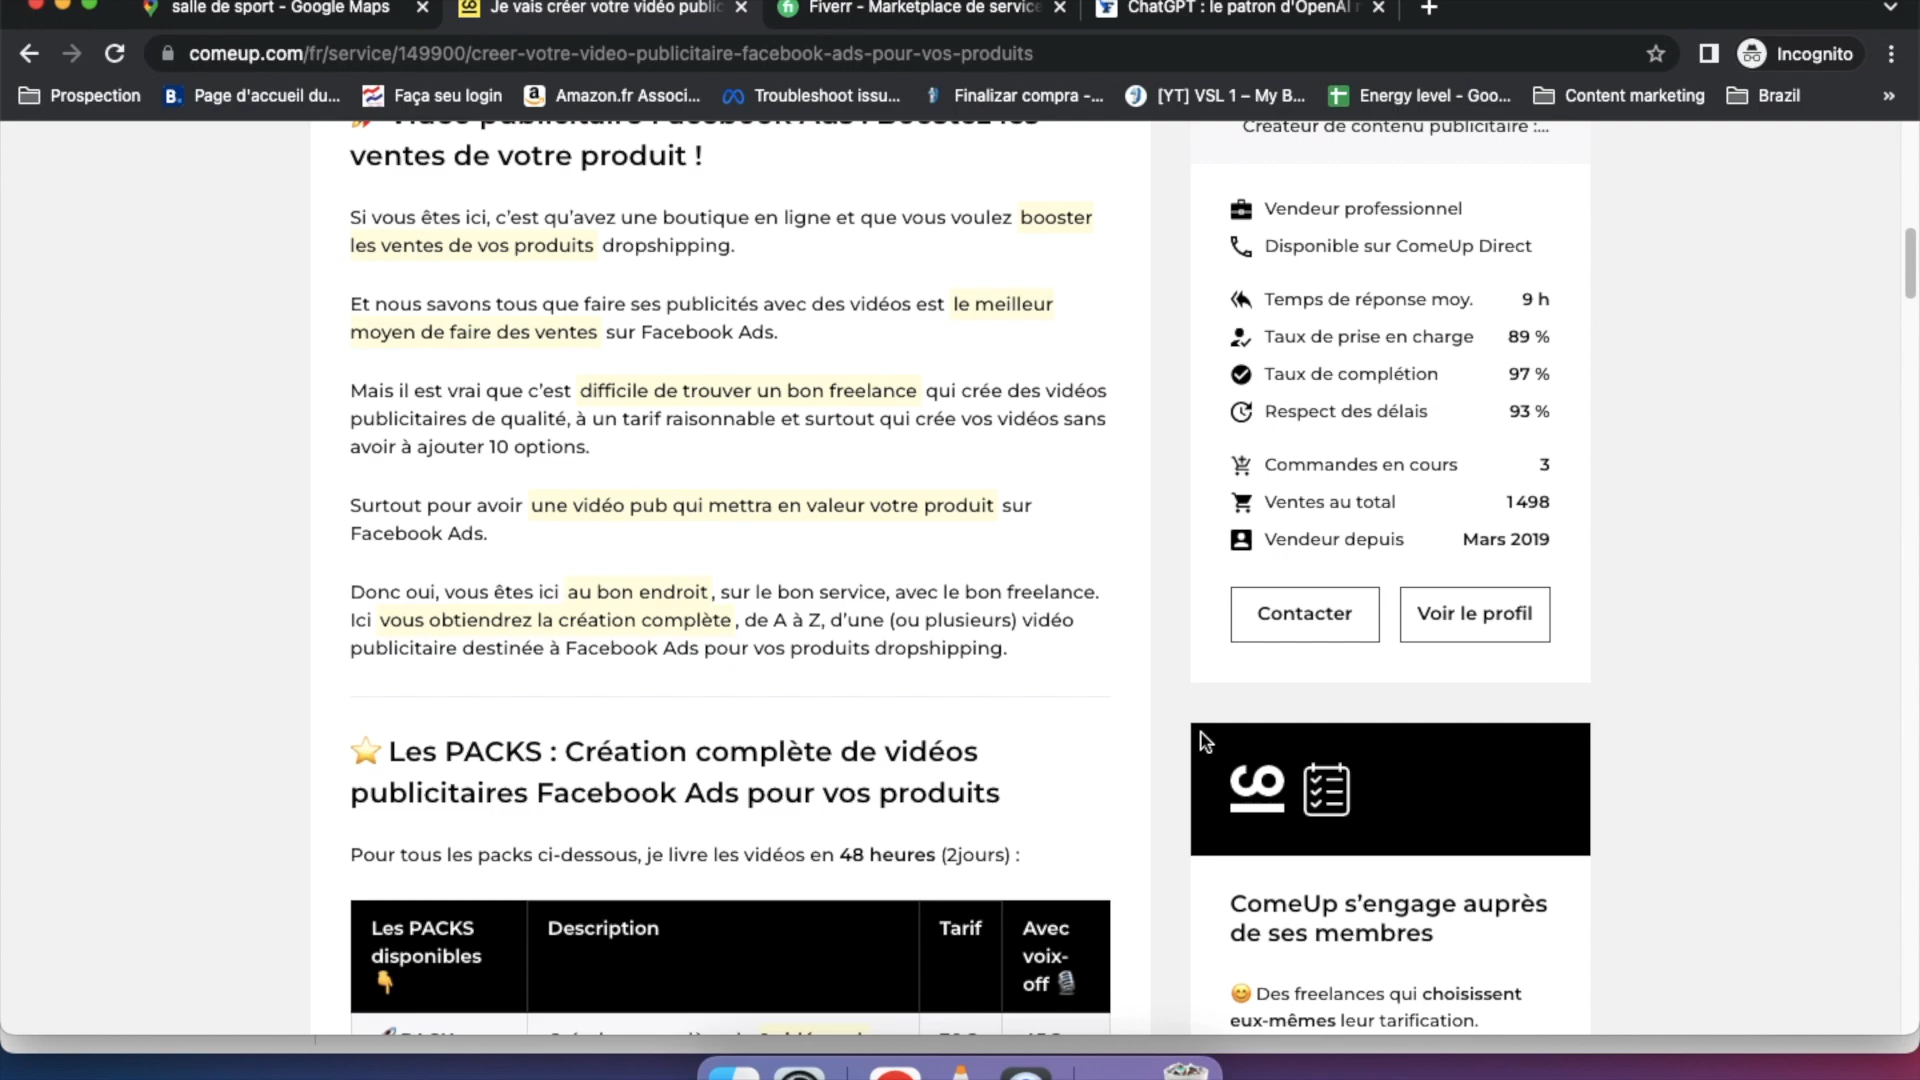 salle de sport - Google Maps
Je vais créer votre vidéo public
Fiverr - Marketplace de service
ChatGPT : le patron d'OpenAI
comeup.com/fr/service/149900/creer-votre-video-publicitaire-facebook-ads-pour-vos-produits
Incognito
Prospection
Page d'accueil du...
Faça seu login
Amazon.fr Associ...
Troubleshoot issu...
Finalizar compra -...
[YT] VSL 1 – My B...
Energy level - Goo...
Content marketing
Brazil
»
ventes de votre produit !
Si vous êtes ici, c'est qu'avez une boutique en ligne et que vous voulez booster
les ventes de vos produits dropshipping.
Et nous savons tous que faire ses publicités avec des vidéos est le meilleur
moyen de faire des ventes sur Facebook Ads.
Mais il est vrai que c'est difficile de trouver un bon freelance qui crée des vidéos
publicitaires de qualité, à un tarif raisonnable et surtout qui crée vos vidéos sans
avoir à ajouter 10 options.
Surtout pour avoir une vidéo pub qui mettra en valeur votre produit sur
Facebook Ads.
Donc oui, vous êtes ici au bon endroit, sur le bon service, avec le bon freelance.
Ici vous obtiendrez la création complète, de A à Z, d'une (ou plusieurs) vidéo
publicitaire destinée à Facebook Ads pour vos produits dropshipping.
Les PACKS : Création complète de vidéos
publicitaires Facebook Ads pour vos produits
Pour tous les packs ci-dessous, je livre les vidéos en 48 heures (2jours) :
Les PACKS
disponibles
Description
Tarif
Avec
voix-
off
Créateur de contenu publicitaire :...
Vendeur professionnel
Disponible sur ComeUp Direct
Temps de réponse moy. 9 h
Taux de prise en charge 89 %
Taux de complétion 97 %
Respect des délais 93 %
Commandes en cours 3
Ventes au total 1 498
Vendeur depuis Mars 2019
Contacter
Voir le profil
ComeUp s'engage auprès
de ses membres
Des freelances qui choisissent
eux-mêmes leur tarification.